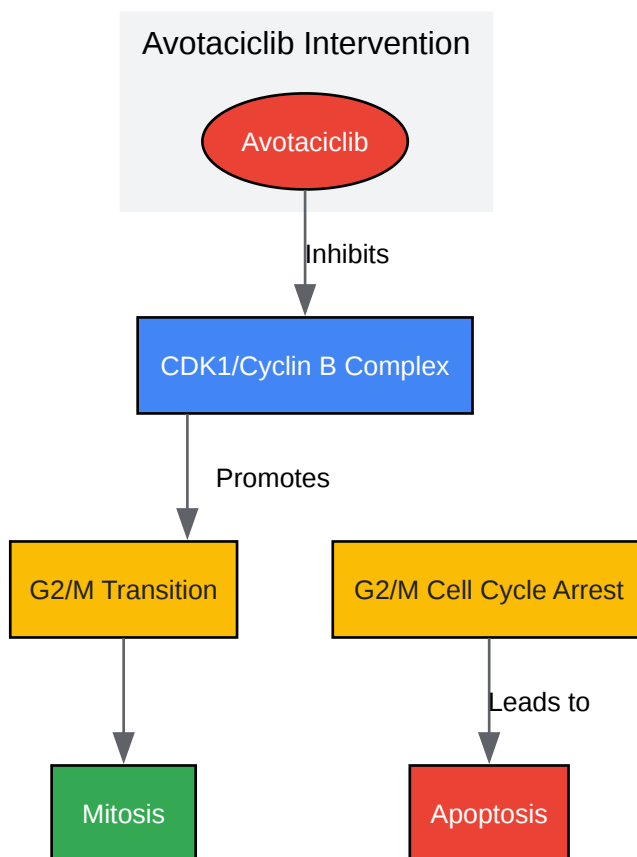 Avotaciclib Intervention
Avotaciclib
Inhibits
CDK1/Cyclin B Complex
Promotes
G2/M Transition
G2/M Cell Cycle Arrest
Leads to
Mitosis
Apoptosis